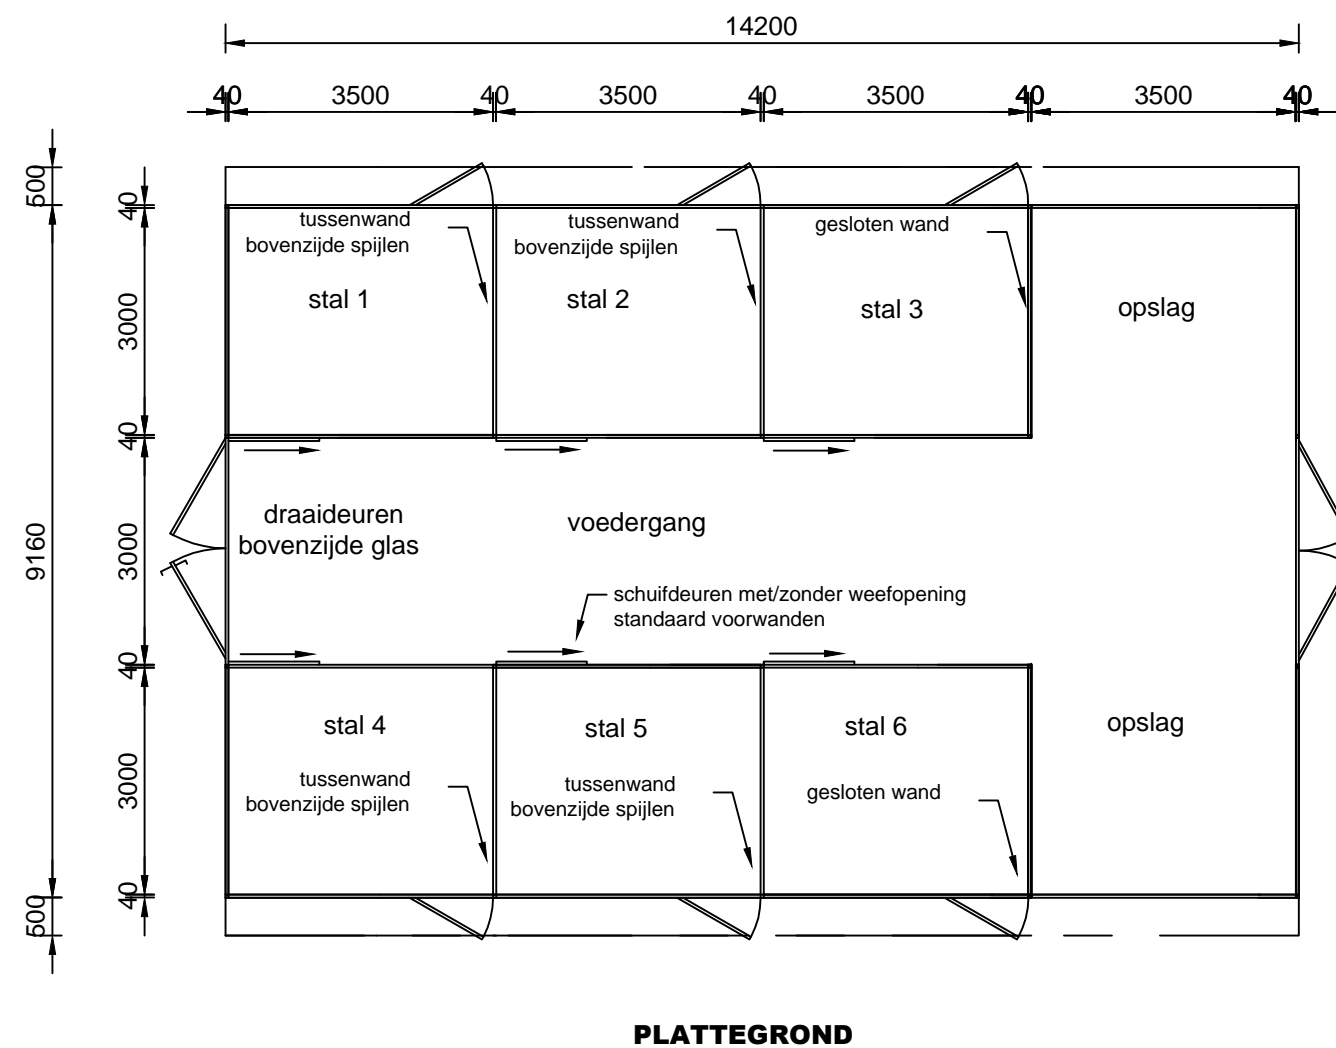 14200
40 3500 40 3500 40 3500 40 3500 40
500
40
tussenwand
bovenzijde spijlen
tussenwand
bovenzijde spijlen
gesloten wand
3000
stal 1
stal 2
stal 3
opslag
40
9160
3000
draaideuren
bovenzijde glas
voedergang
schuifdeuren met/zonder weefopening
standaard voorwanden
40
3000
stal 4
stal 5
stal 6
opslag
tussenwand
bovenzijde spijlen
tussenwand
bovenzijde spijlen
gesloten wand
40
500
PLATTEGROND